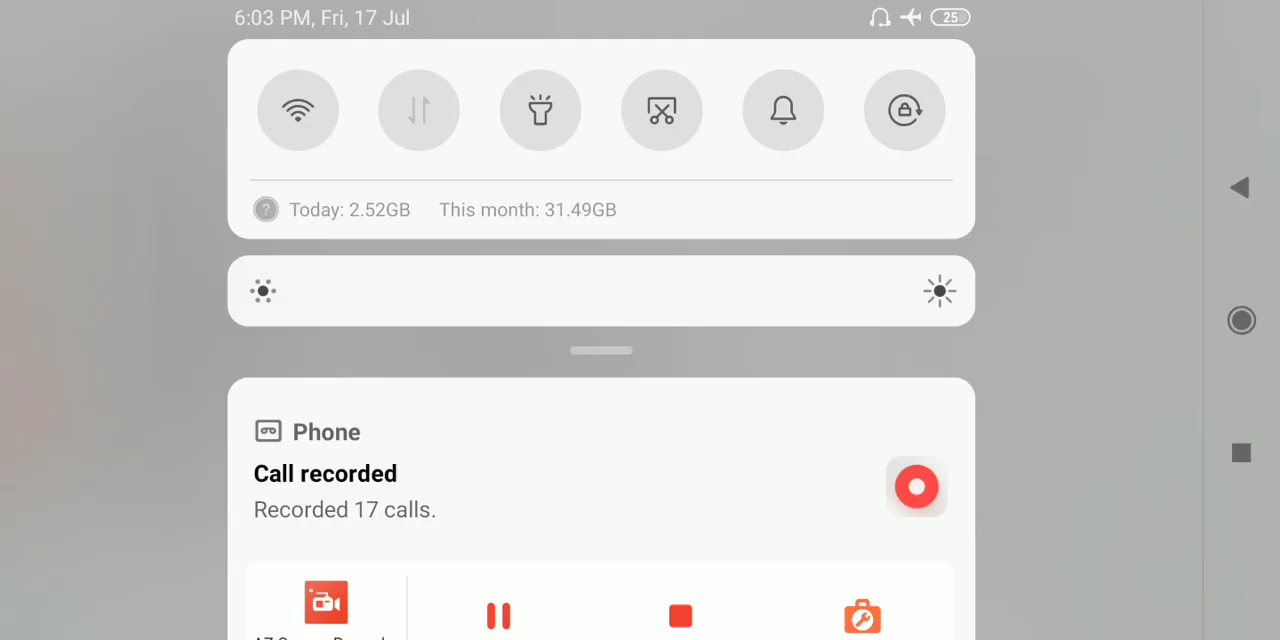 6:03 PM, Fri, 17 Jul
25
? Today: 2.52GB This month: 31.49GB
Phone
Call recorded
Recorded 17 calls.